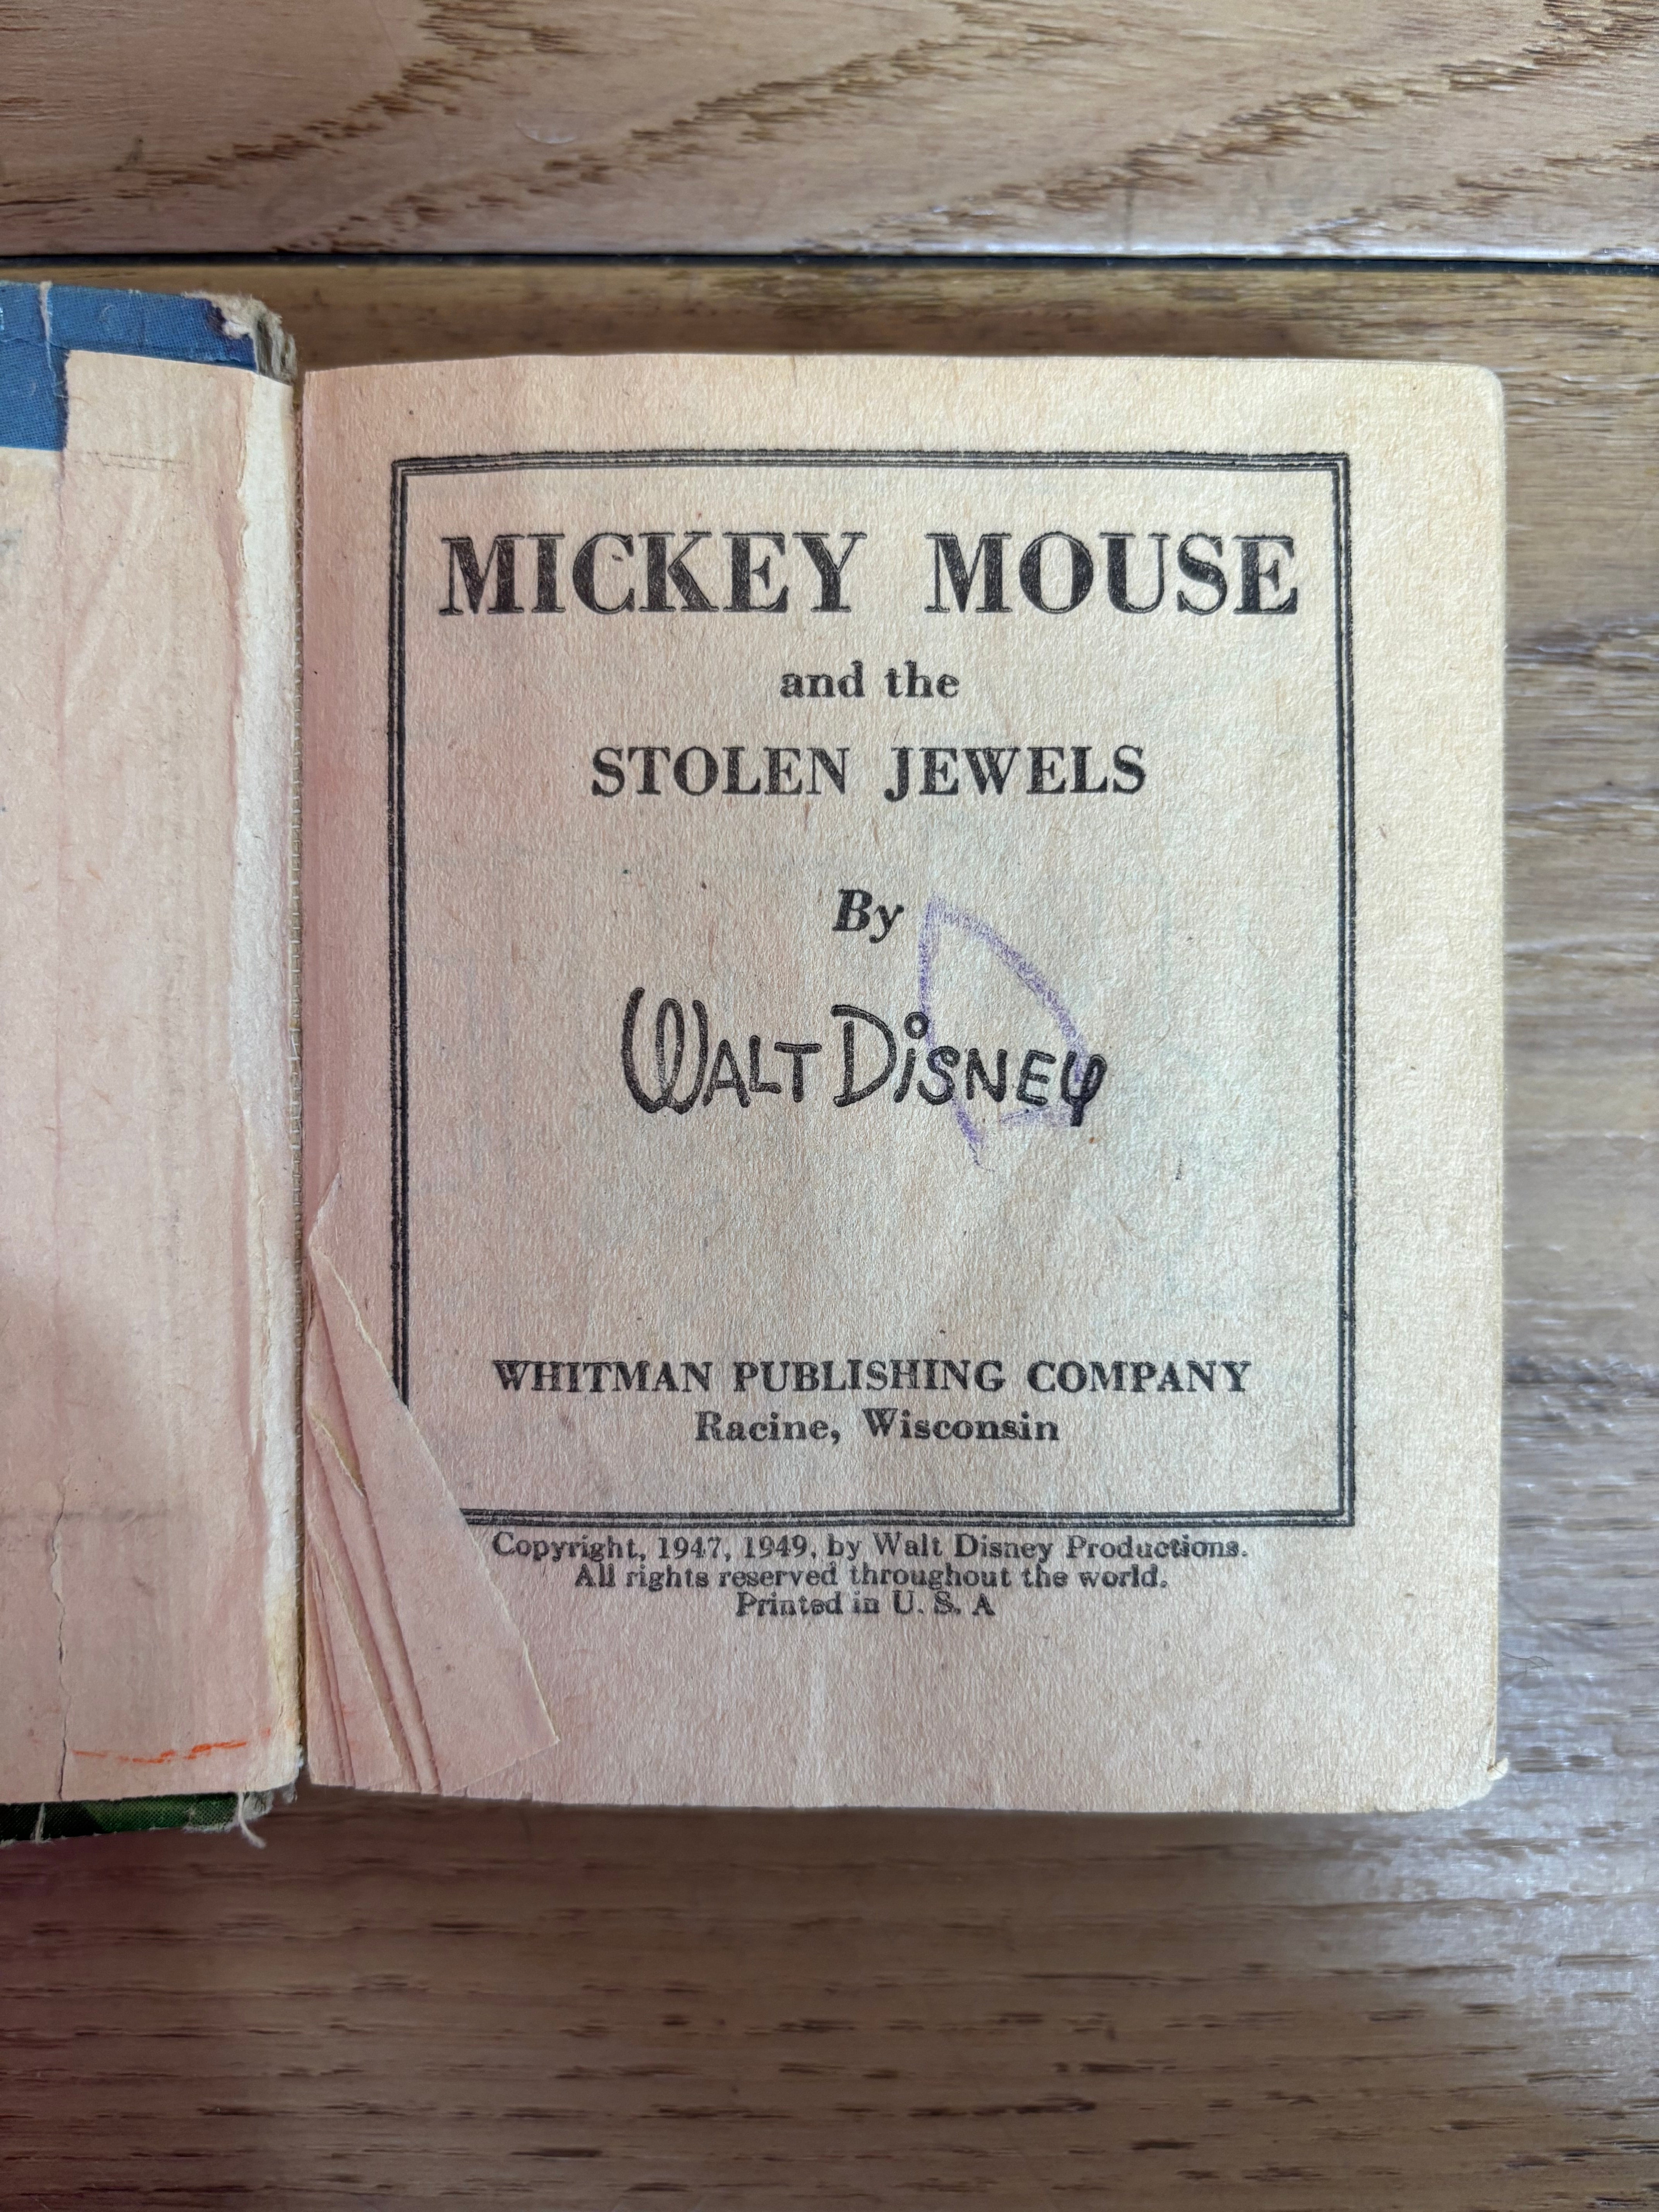 MICKEY MOUSE
and the
STOLEN JEWELS
By
WALT DISNEY
WHITMAN PUBLISHING COMPANY
Racine, Wisconsin
Copyright, 1947, 1949, by Walt Disney Productions.
All rights reserved throughout the world.
Printed in U. S. A